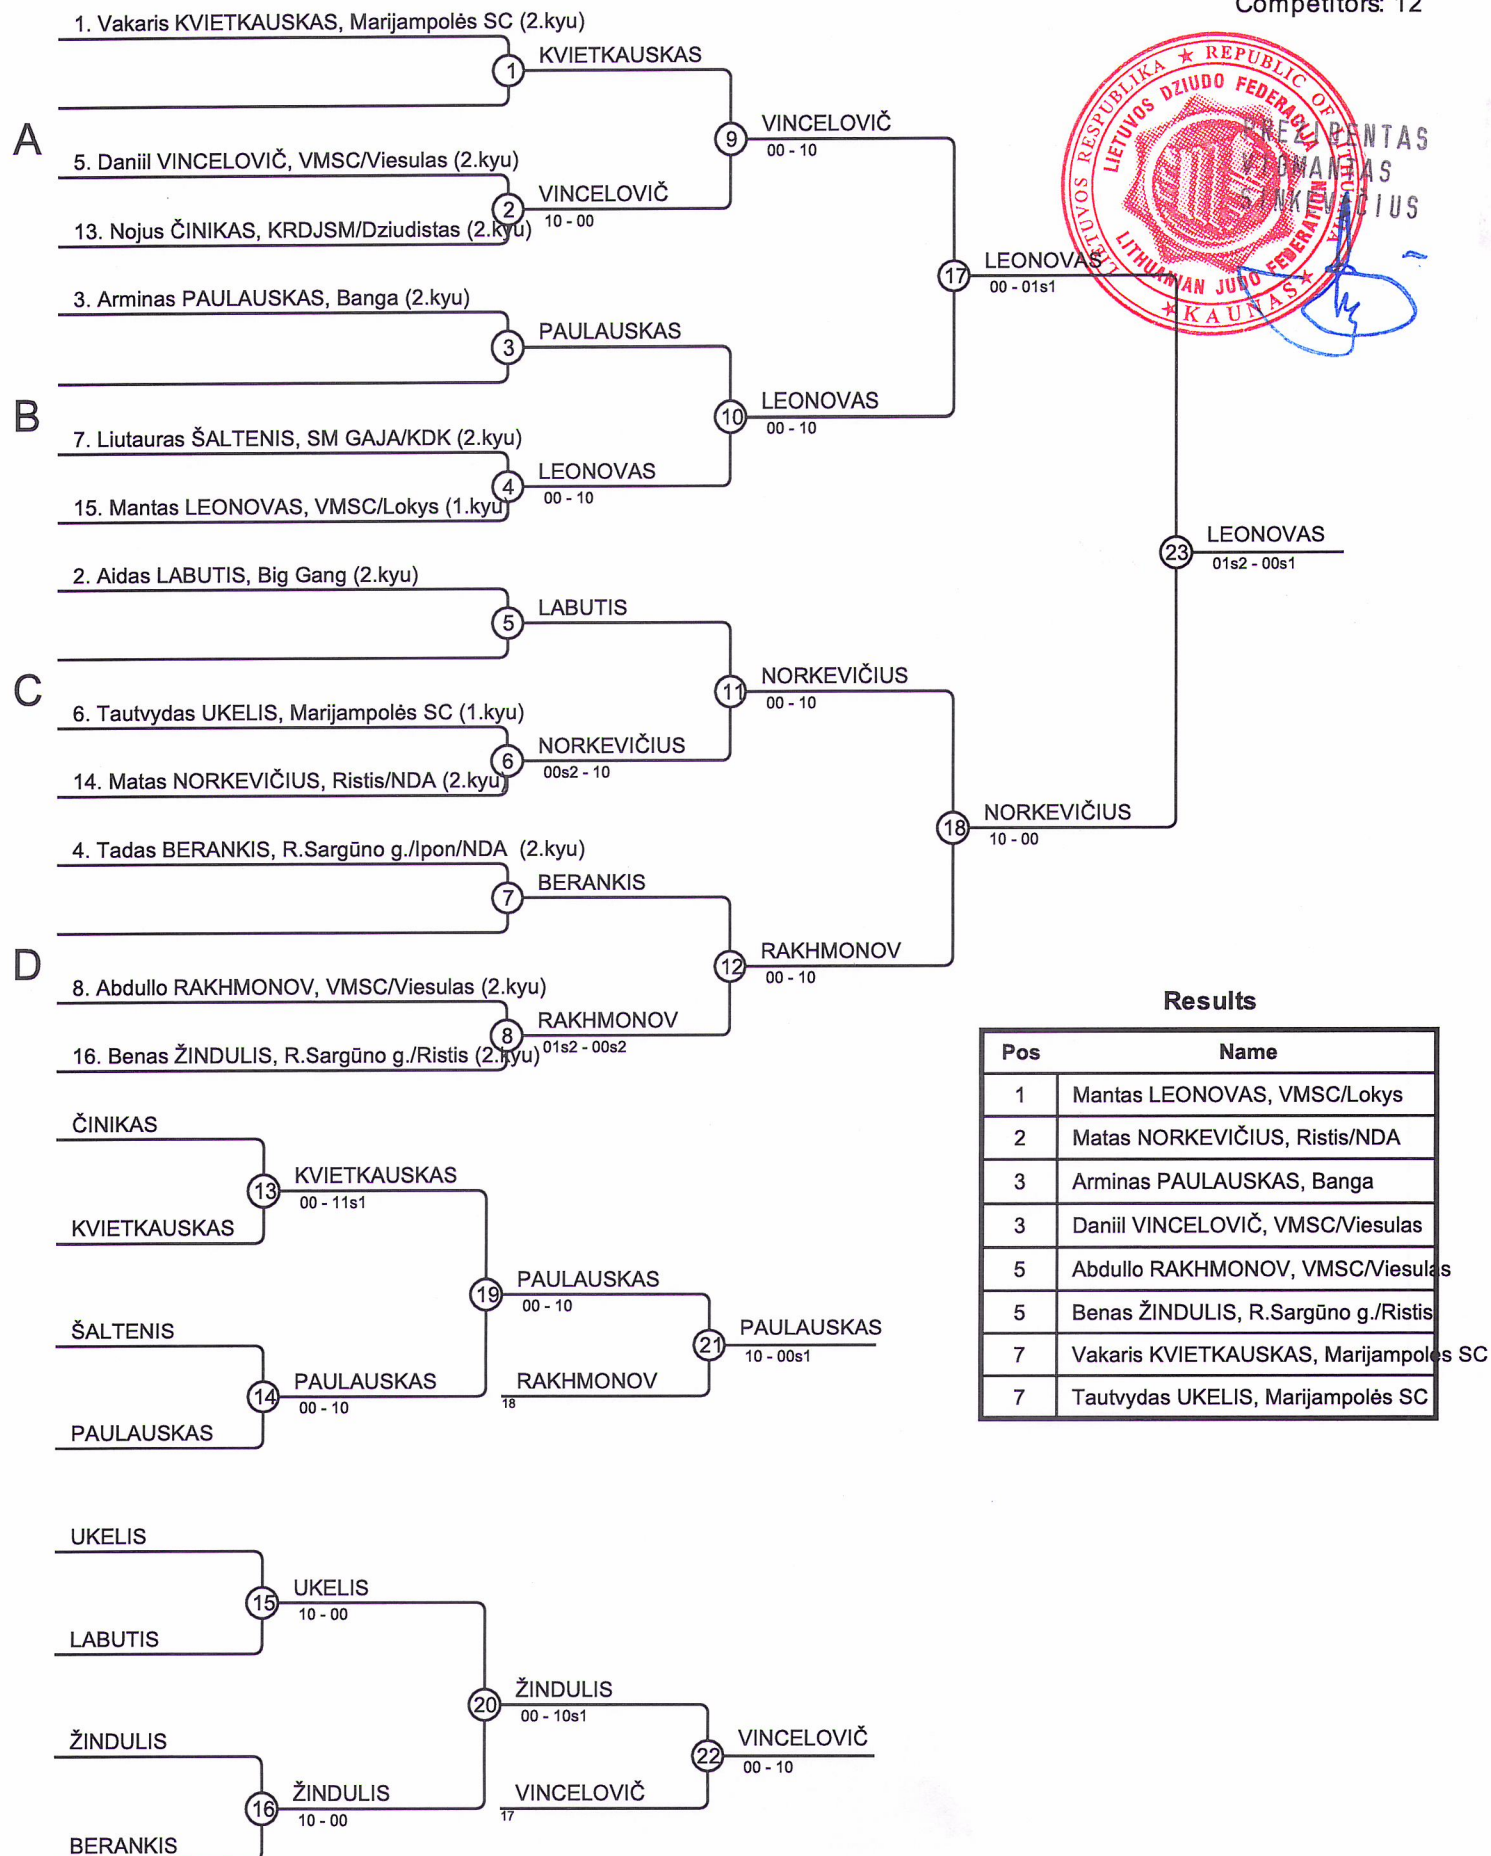 Competitors: 12
1. Vakaris KVIETKAUSKAS, Marijampolės SC (2.kyu)
1
KVIETKAUSKAS
A
9
VINCELOVIČ
00 - 10
5. Daniil VINCELOVIČ, VMSC/Viesulas (2.kyu)
2
VINCELOVIČ
10 - 00
13. Nojus ČINIKAS, KRDJSM/Dziudistas (2.kyu)
17
LEONOVAS
00 - 01s1
3. Arminas PAULAUSKAS, Banga (2.kyu)
3
PAULAUSKAS
B
10
LEONOVAS
00 - 10
7. Liutauras ŠALTENIS, SM GAJA/KDK (2.kyu)
4
LEONOVAS
00 - 10
15. Mantas LEONOVAS, VMSC/Lokys (1.kyu)
23
LEONOVAS
01s2 - 00s1
2. Aidas LABUTIS, Big Gang (2.kyu)
5
LABUTIS
C
11
NORKEVIČIUS
00 - 10
6. Tautvydas UKELIS, Marijampolės SC (1.kyu)
6
NORKEVIČIUS
00s2 - 10
14. Matas NORKEVIČIUS, Ristis/NDA (2.kyu)
18
NORKEVIČIUS
10 - 00
4. Tadas BERANKIS, R.Sargūno g./Ipon/NDA (2.kyu)
7
BERANKIS
D
12
RAKHMONOV
00 - 10
8. Abdullo RAKHMONOV, VMSC/Viesulas (2.kyu)
8
RAKHMONOV
01s2 - 00s2
16. Benas ŽINDULIS, R.Sargūno g./Ristis (2.kyu)
LIETUVOS RESPUBLIKA ★ REPUBLIC OF LITHUANIA
★ KAUNAS ★
LIETUVOS DZIUDO FEDERACIJA
LITHUANIAN JUDO FEDERATION
PREZIDENTAS
VIGMANTAS
SINKEVIČIUS
ČINIKAS
13
KVIETKAUSKAS
00 - 11s1
KVIETKAUSKAS
19
PAULAUSKAS
00 - 10
ŠALTENIS
14
PAULAUSKAS
00 - 10
PAULAUSKAS
21
PAULAUSKAS
10 - 00s1
RAKHMONOV
18
UKELIS
15
UKELIS
10 - 00
LABUTIS
20
ŽINDULIS
00 - 10s1
ŽINDULIS
16
ŽINDULIS
10 - 00
BERANKIS
22
VINCELOVIČ
00 - 10
VINCELOVIČ
17
Results
Pos Name
1 Mantas LEONOVAS, VMSC/Lokys
2 Matas NORKEVIČIUS, Ristis/NDA
3 Arminas PAULAUSKAS, Banga
3 Daniil VINCELOVIČ, VMSC/Viesulas
5 Abdullo RAKHMONOV, VMSC/Viesulas
5 Benas ŽINDULIS, R.Sargūno g./Ristis
7 Vakaris KVIETKAUSKAS, Marijampolės SC
7 Tautvydas UKELIS, Marijampolės SC